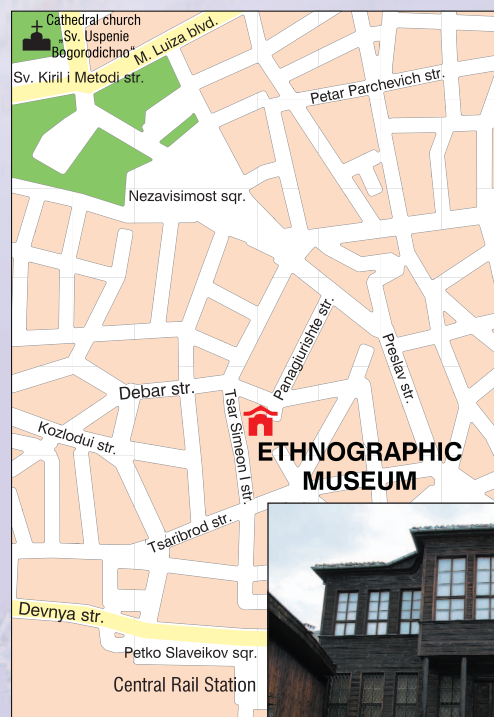 Cathedral church
„Sv. Uspenie
Bogorodichno“
M. Luiza blvd.
Sv. Kiril i Metodi str.
Petar Parchevich str.
Nezavisimost sqr.
Panagiurishte str.
Preslav str.
Debar str.
Tsar Simeon I str.
Kozlodui str.
ETHNOGRAPHIC
MUSEUM
Tsaribrod str.
Devnya str.
Petko Slaveikov sqr.
Central Rail Station